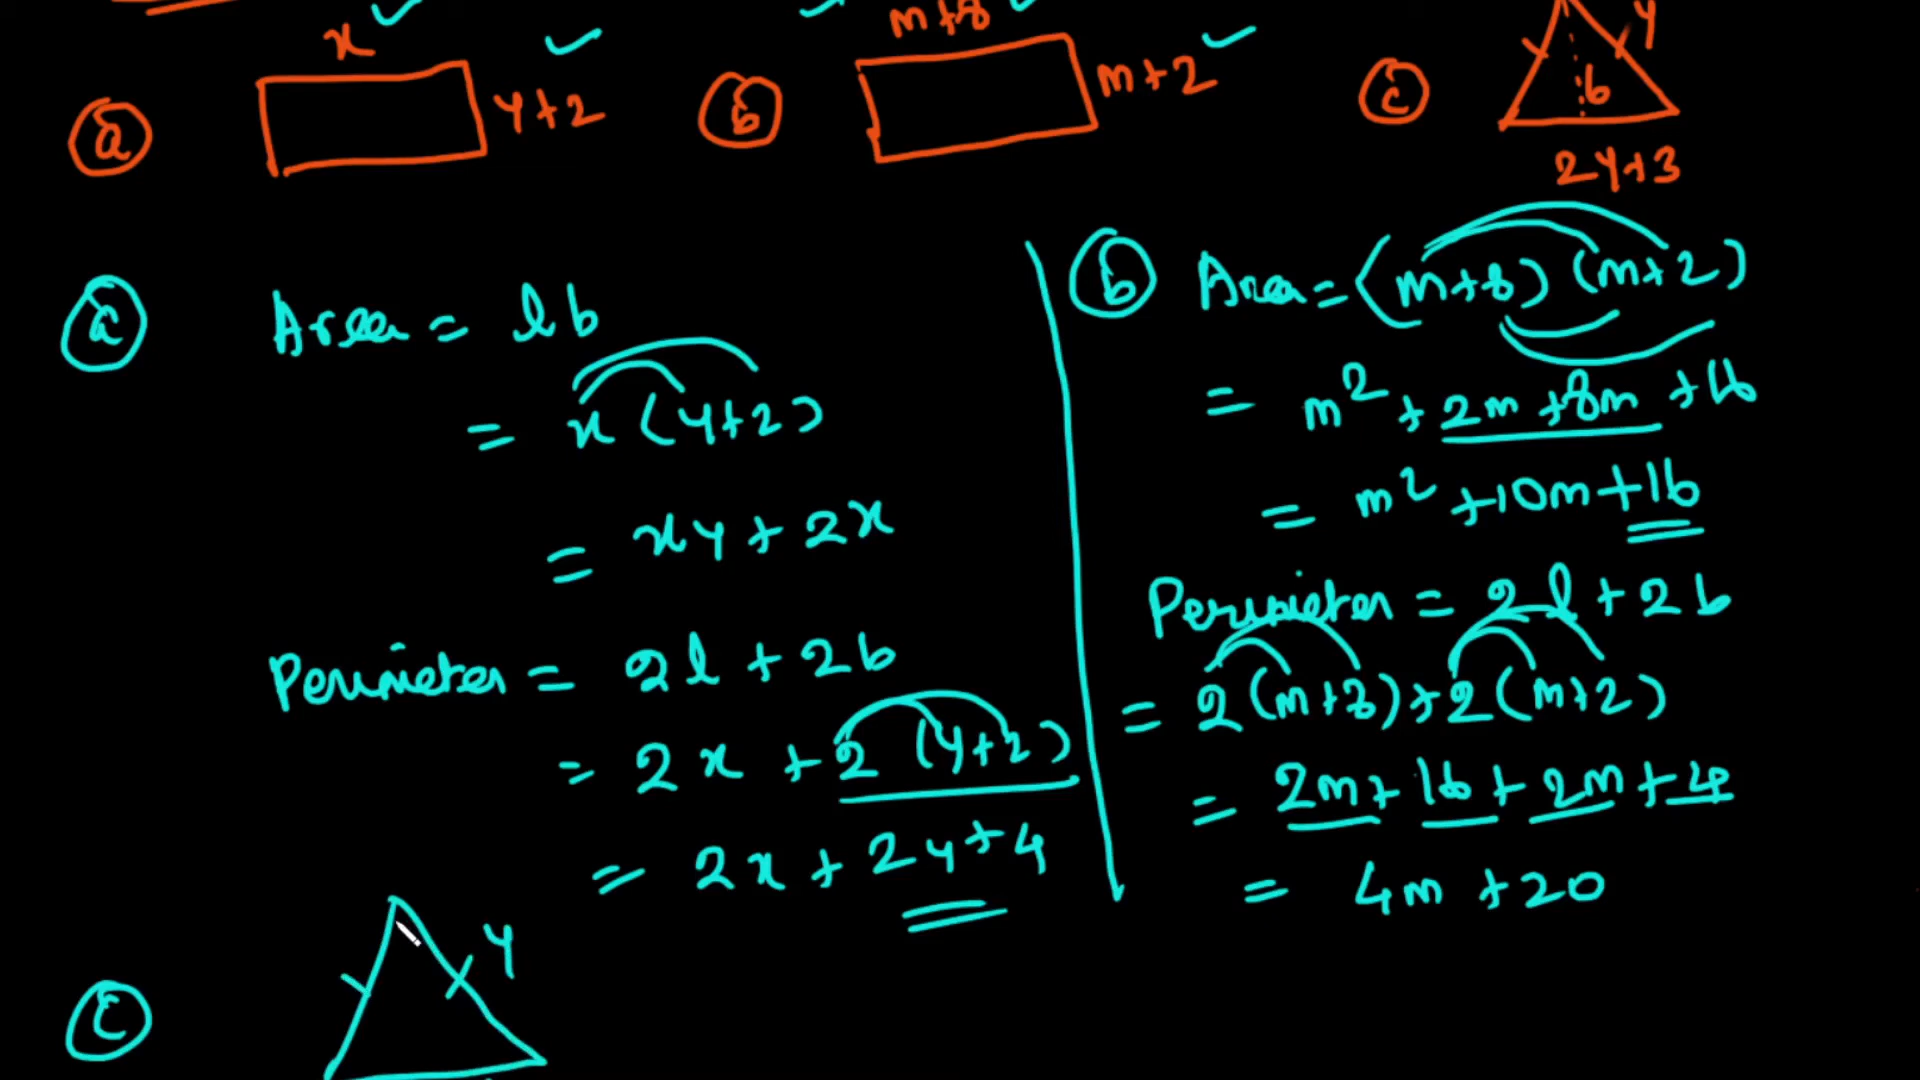 x
m+8
y
a
y+2
b
m+2
c
6
2y+3
a
Area = lb
= x(y+2)
= xy+2x
Perimeter = 2l+2b
= 2x+2(y+2)
= 2x+2y+4
b
Area = (m+8)(m+2)
= m²+2m+8m+16
= m²+10m+16
Perimeter = 2l+2b
= 2(m+8)+2(m+2)
= 2m+16+2m+4
= 4m+20
c
y